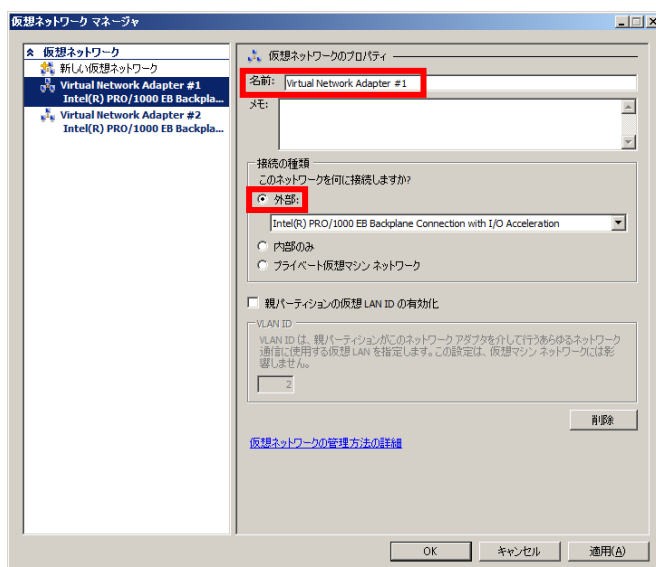 仮想ネットワーク マネージャ
仮想ネットワーク
新しい仮想ネットワーク
Virtual Network Adapter #1
Intel(R) PRO/1000 EB Backpla...
Virtual Network Adapter #2
Intel(R) PRO/1000 EB Backpla...
仮想ネットワークのプロパティ
名前: Virtual Network Adapter #1
メモ:
接続の種類
このネットワークを何に接続しますか?
外部:
Intel(R) PRO/1000 EB Backplane Connection with I/O Acceleration
内部のみ
プライベート仮想マシン ネットワーク
親パーティションの仮想 LAN ID の有効化
VLAN ID
VLAN ID は、親パーティションがこのネットワーク アダプタを介して行うあらゆるネットワーク
通信に使用する仮想 LAN を指定します。この設定は、仮想マシン ネットワークには影
響しません。
2
削除
仮想ネットワークの管理方法の詳細
OK キャンセル 適用(A)